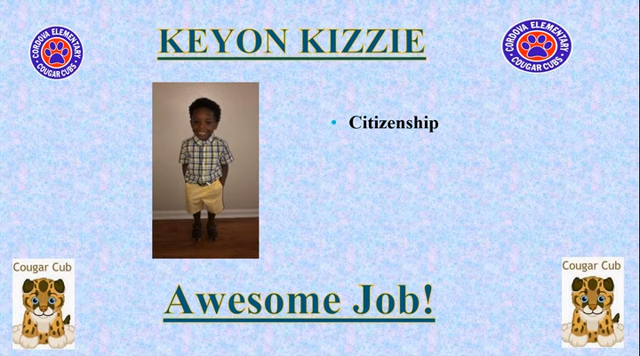 KEYON KIZZIE
CORDOVA ELEMENTARY
COUGAR CUBS
CORDOVA ELEMENTARY
COUGAR CUBS
• Citizenship
Cougar Cub
Cougar Cub
Awesome Job!